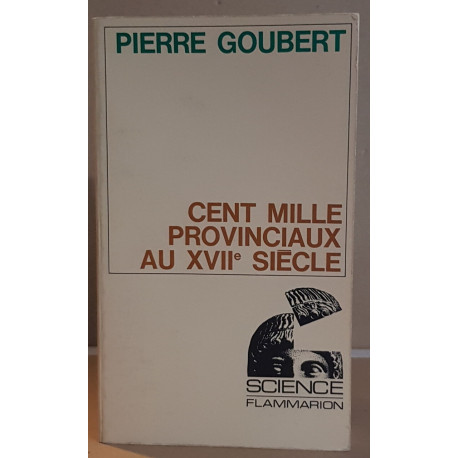 PIERRE GOUBERT
CENT MILLE
PROVINCIAUX
AU XVIIe SIÈCLE
SCIENCE
FLAMMARION